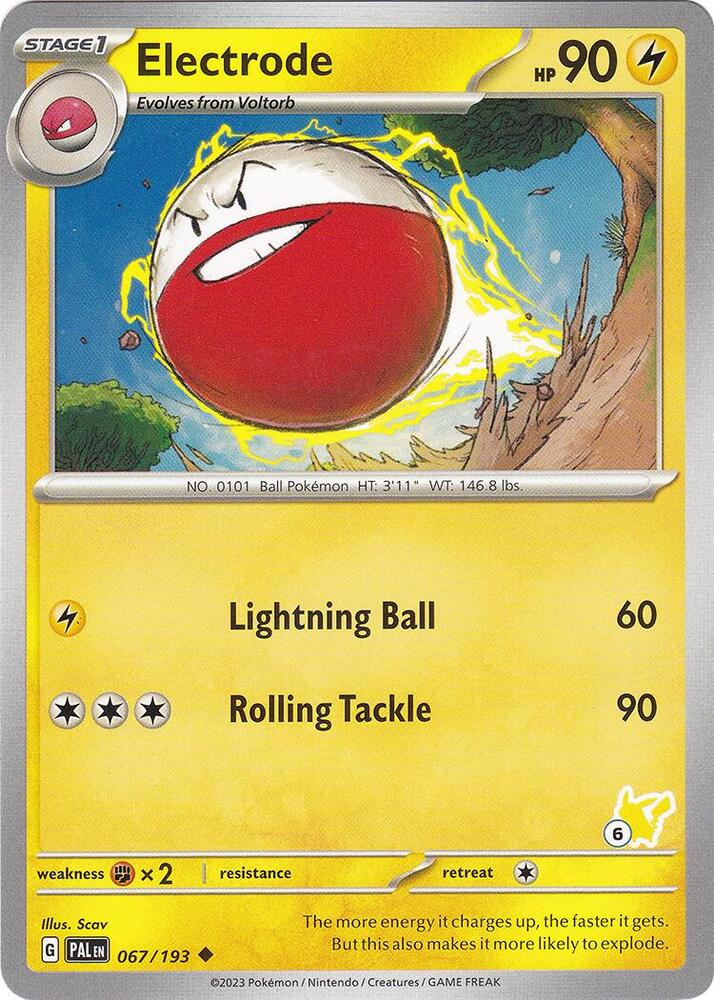 STAGE1
Electrode
HP 90
Evolves from Voltorb
NO. 0101 Ball Pokémon HT: 3'11" WT: 146.8 lbs.
Lightning Ball 60
Rolling Tackle 90
6
weakness ×2 resistance retreat
Illus. Scav
The more energy it charges up, the faster it gets.
But this also makes it more likely to explode.
G PAL EN 067/193
©2023 Pokémon / Nintendo / Creatures / GAME FREAK